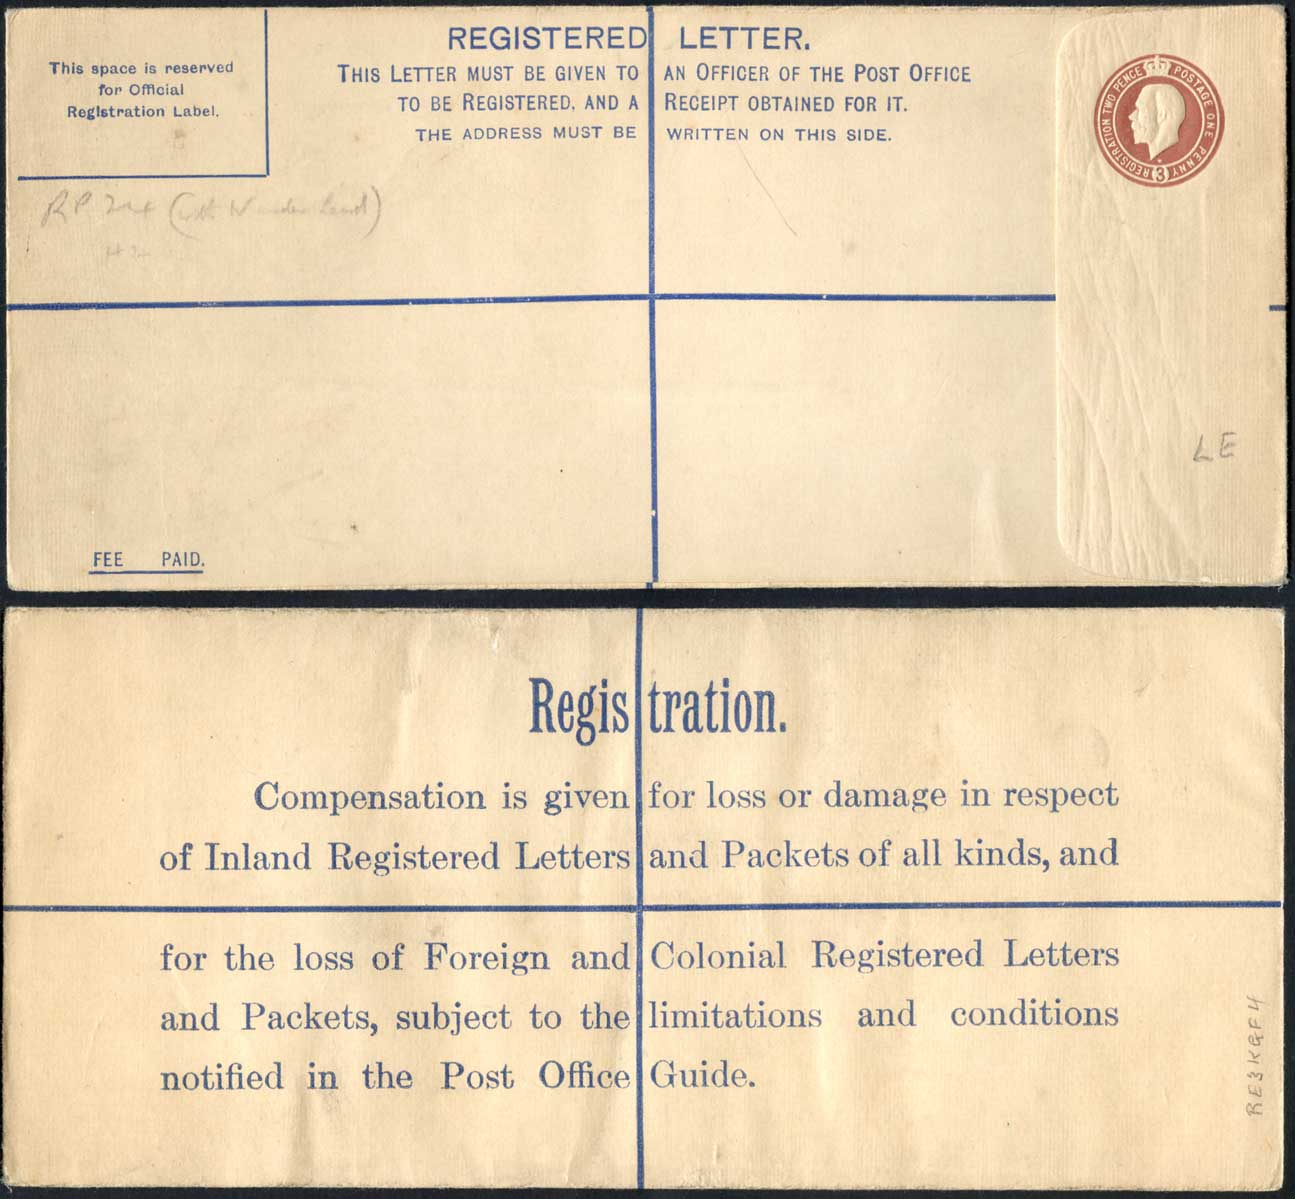 This space is reserved
for Official
Registration Label.
REGISTERED LETTER.
THIS LETTER MUST BE GIVEN TO AN OFFICER OF THE POST OFFICE
TO BE REGISTERED, AND A RECEIPT OBTAINED FOR IT.
THE ADDRESS MUST BE WRITTEN ON THIS SIDE.
REGISTRATION TWO PENCE POSTAGE ONE PENNY
3
RP 24
LE
FEE PAID.
Registration.
Compensation is given for loss or damage in respect
of Inland Registered Letters and Packets of all kinds, and
for the loss of Foreign and Colonial Registered Letters
and Packets, subject to the limitations and conditions
notified in the Post Office Guide.
RE3KGF4